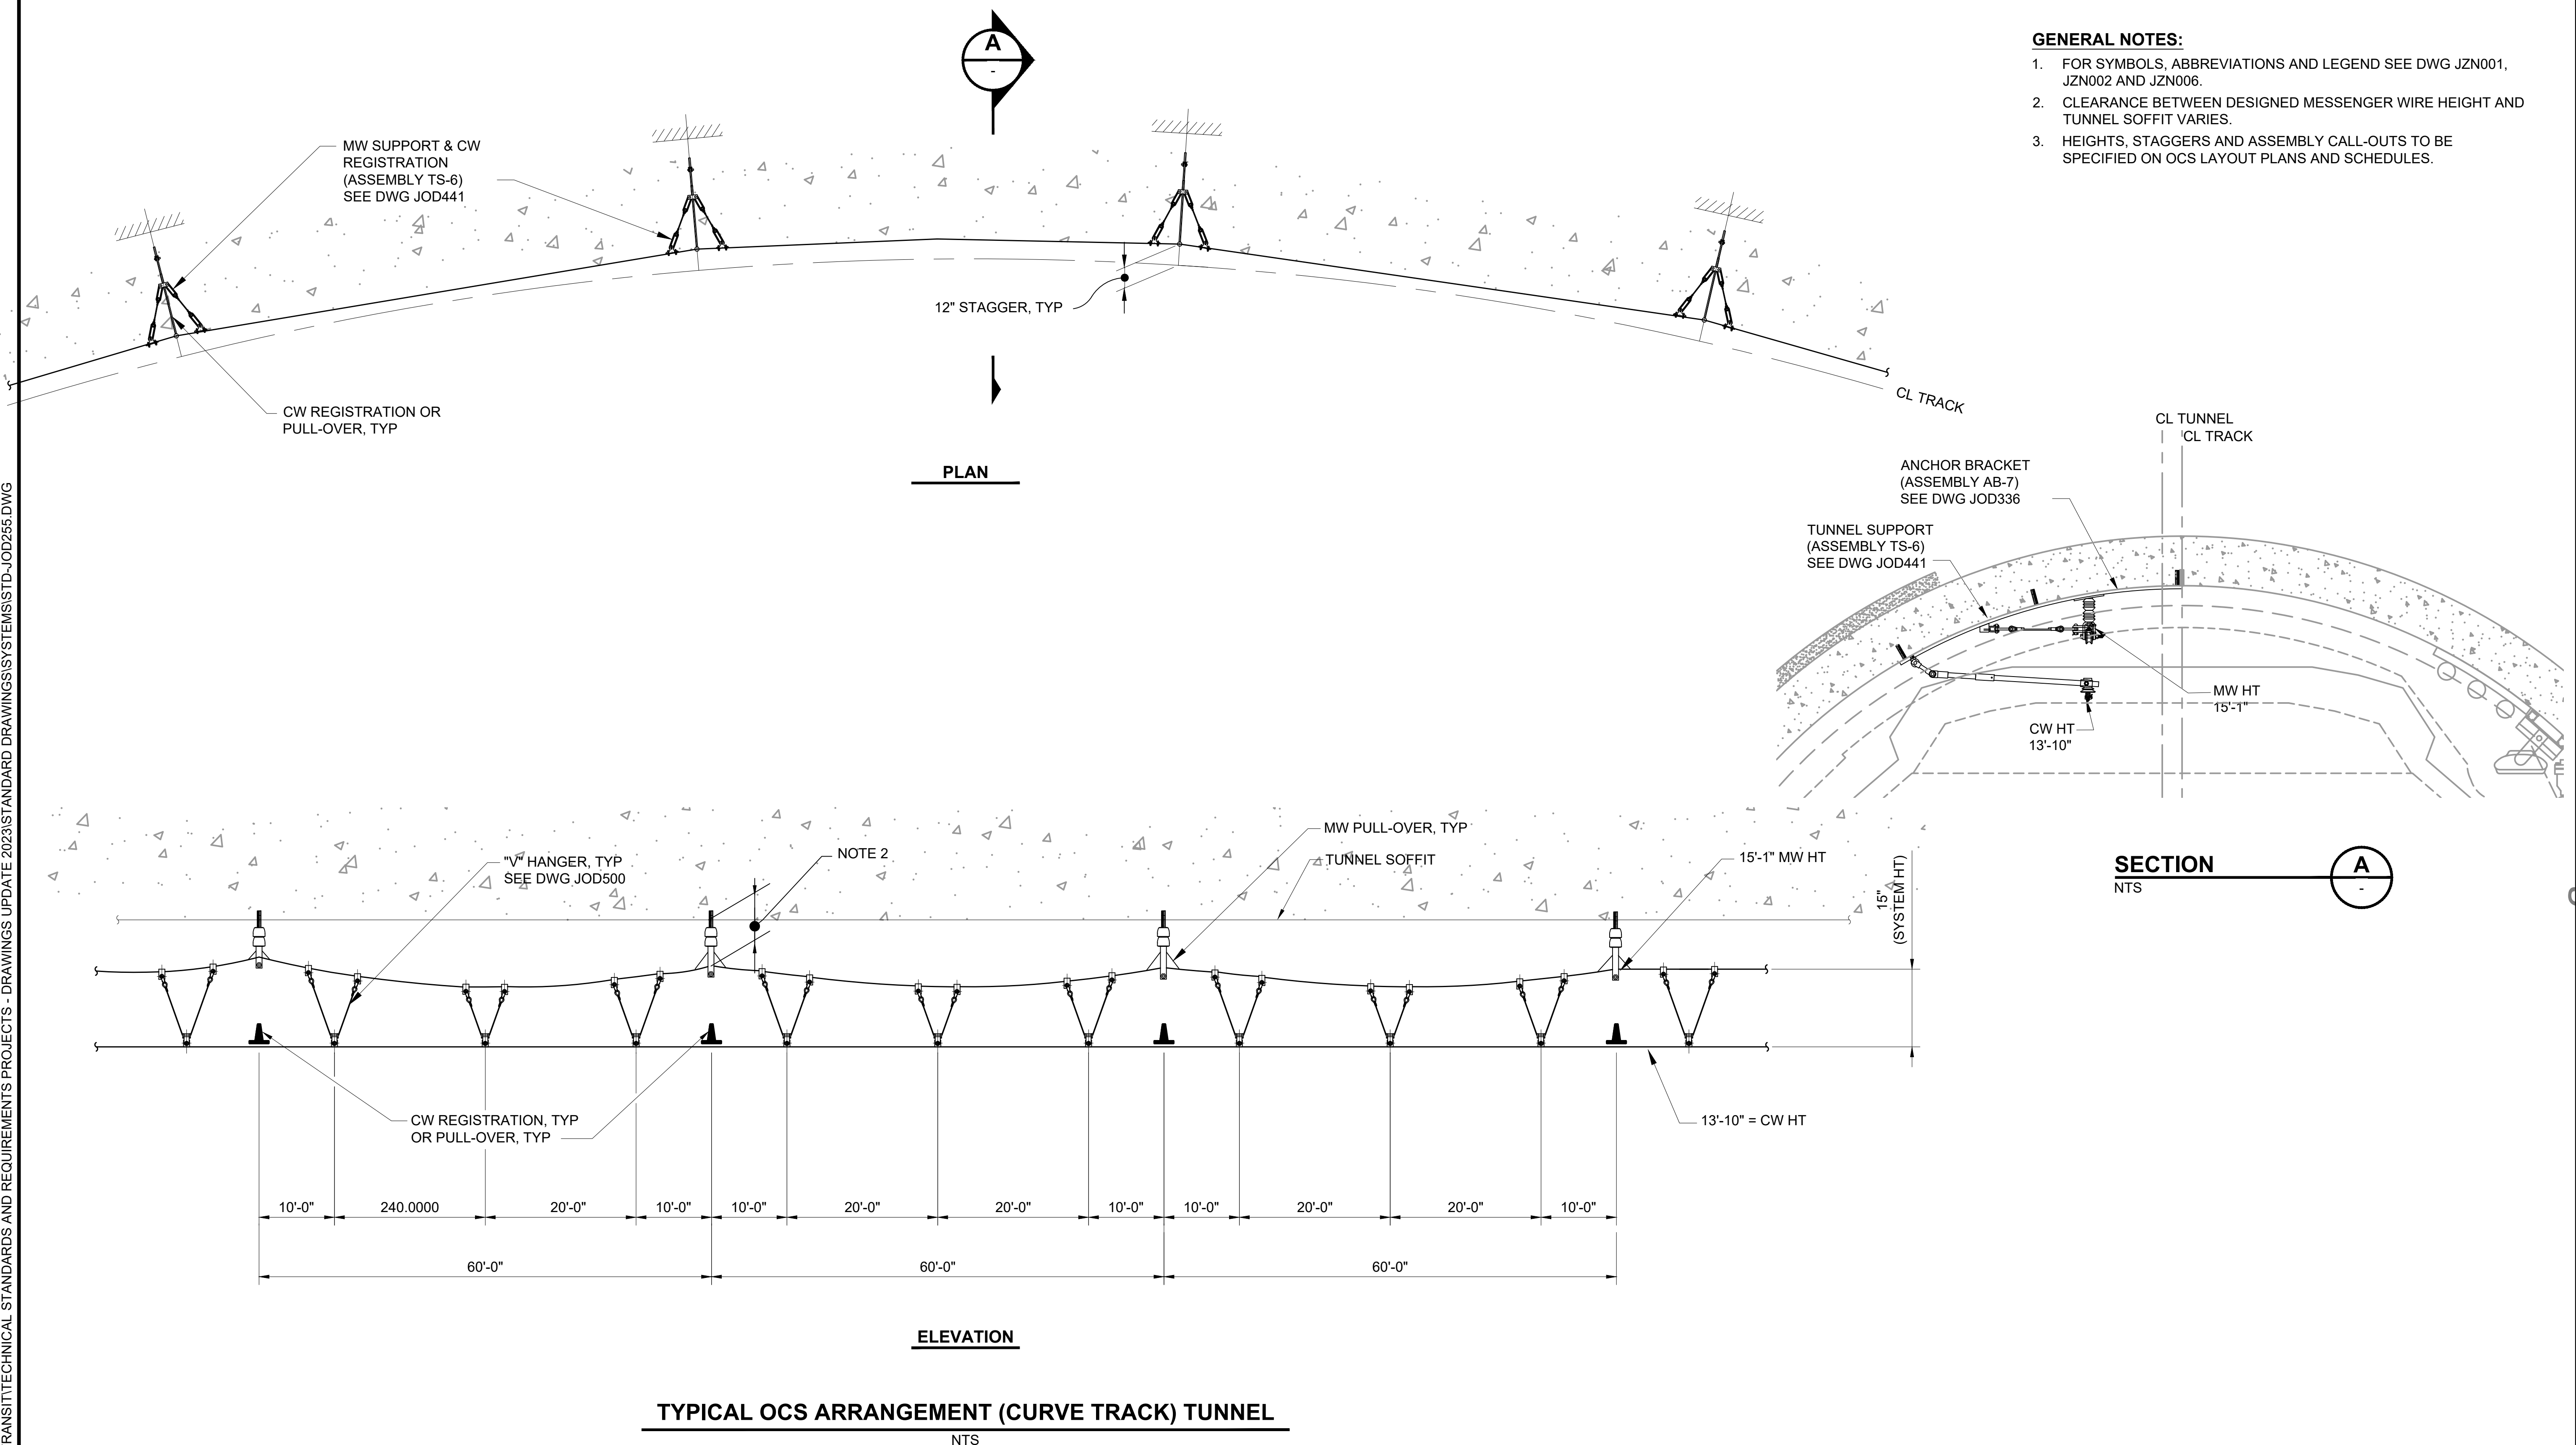 A
-
GENERAL NOTES:
1. FOR SYMBOLS, ABBREVIATIONS AND LEGEND SEE DWG JZN001,
JZN002 AND JZN006.
2. CLEARANCE BETWEEN DESIGNED MESSENGER WIRE HEIGHT AND
TUNNEL SOFFIT VARIES.
3. HEIGHTS, STAGGERS AND ASSEMBLY CALL-OUTS TO BE
SPECIFIED ON OCS LAYOUT PLANS AND SCHEDULES.
MW SUPPORT & CW
REGISTRATION
(ASSEMBLY TS-6)
SEE DWG JOD441
12" STAGGER, TYP
CW REGISTRATION OR
PULL-OVER, TYP
CL TRACK
PLAN
CL TUNNEL
CL TRACK
ANCHOR BRACKET
(ASSEMBLY AB-7)
SEE DWG JOD336
TUNNEL SUPPORT
(ASSEMBLY TS-6)
SEE DWG JOD441
MW HT
15'-1"
CW HT
13'-10"
SECTION
NTS
A
-
"V" HANGER, TYP
SEE DWG JOD500
NOTE 2
MW PULL-OVER, TYP
TUNNEL SOFFIT
15'-1" MW HT
15"
(SYSTEM HT)
CW REGISTRATION, TYP
OR PULL-OVER, TYP
13'-10" = CW HT
10'-0" 240.0000 20'-0" 10'-0" 10'-0" 20'-0" 20'-0" 10'-0" 10'-0" 20'-0" 20'-0" 10'-0"
60'-0" 60'-0" 60'-0"
ELEVATION
TYPICAL OCS ARRANGEMENT (CURVE TRACK) TUNNEL
NTS
RANSIT\TECHNICAL STANDARDS AND REQUIREMENTS PROJECTS - DRAWINGS UPDATE 2023\STANDARD DRAWINGS\SYSTEMS\STD-JOD255.DWG